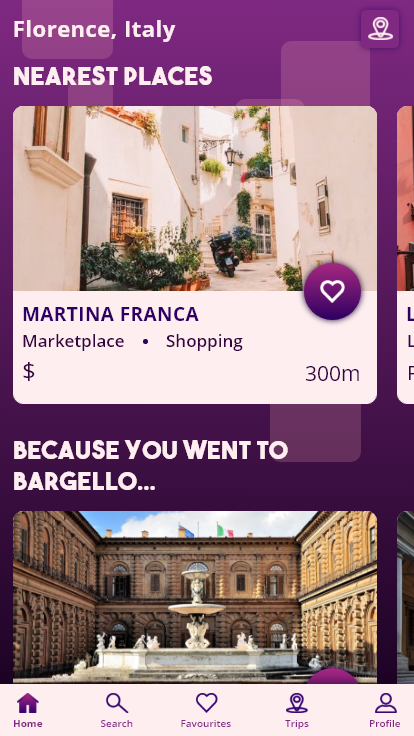 Florence, Italy
NEAREST PLACES
MARTINA FRANCA
Marketplace • Shopping
$
300m
BECAUSE YOU WENT TO
BARGELLO...
Home
Search
Favourites
Trips
Profile